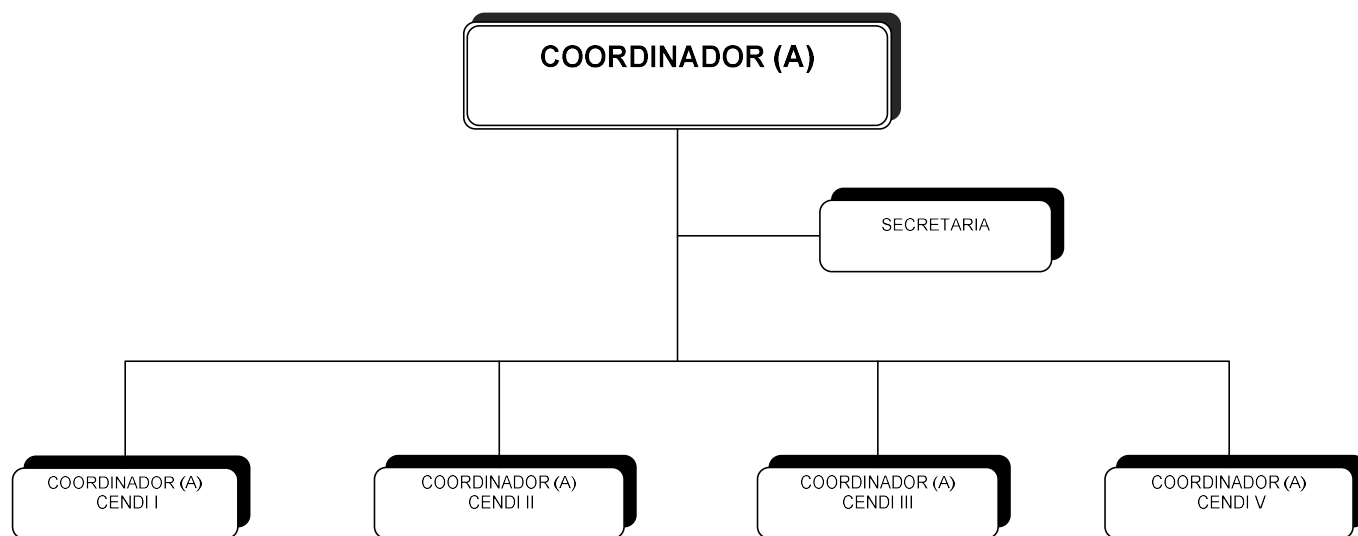 COORDINADOR (A)
SECRETARIA
COORDINADOR (A)
CENDI I
COORDINADOR (A)
CENDI II
COORDINADOR (A)
CENDI III
COORDINADOR (A)
CENDI V